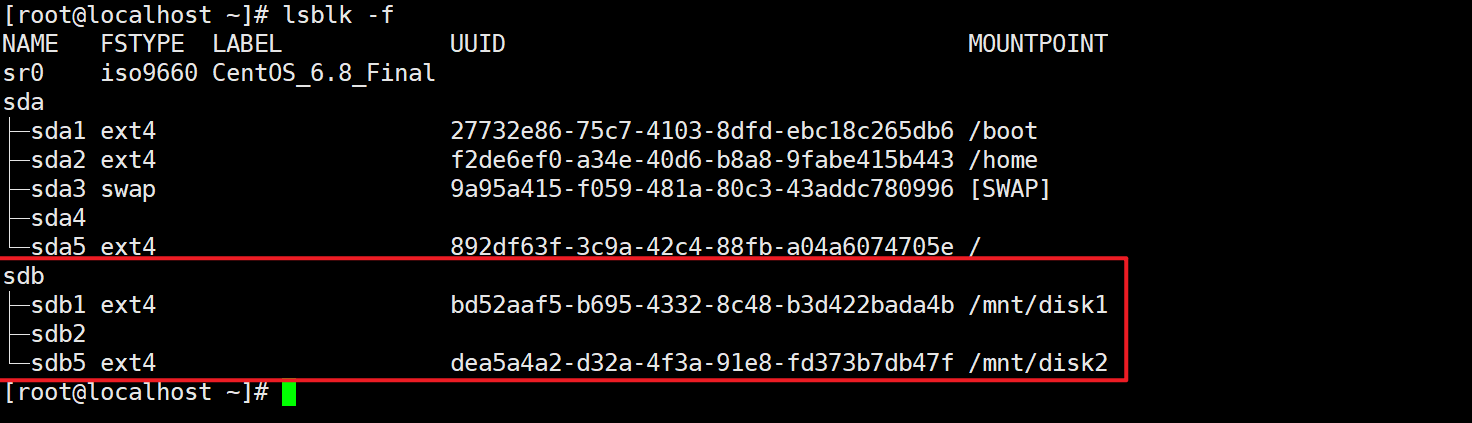 [root@localhost ~]# lsblk -f
NAME   FSTYPE  LABEL            UUID                                 MOUNTPOINT
sr0    iso9660 CentOS_6.8_Final
sda
├─sda1 ext4                     27732e86-75c7-4103-8dfd-ebc18c265db6 /boot
├─sda2 ext4                     f2de6ef0-a34e-40d6-b8a8-9fabe415b443 /home
├─sda3 swap                     9a95a415-f059-481a-80c3-43addc780996 [SWAP]
├─sda4
└─sda5 ext4                     892df63f-3c9a-42c4-88fb-a04a6074705e /
sdb
├─sdb1 ext4                     bd52aaf5-b695-4332-8c48-b3d422bada4b /mnt/disk1
├─sdb2
└─sdb5 ext4                     dea5a4a2-d32a-4f3a-91e8-fd373b7db47f /mnt/disk2
[root@localhost ~]#